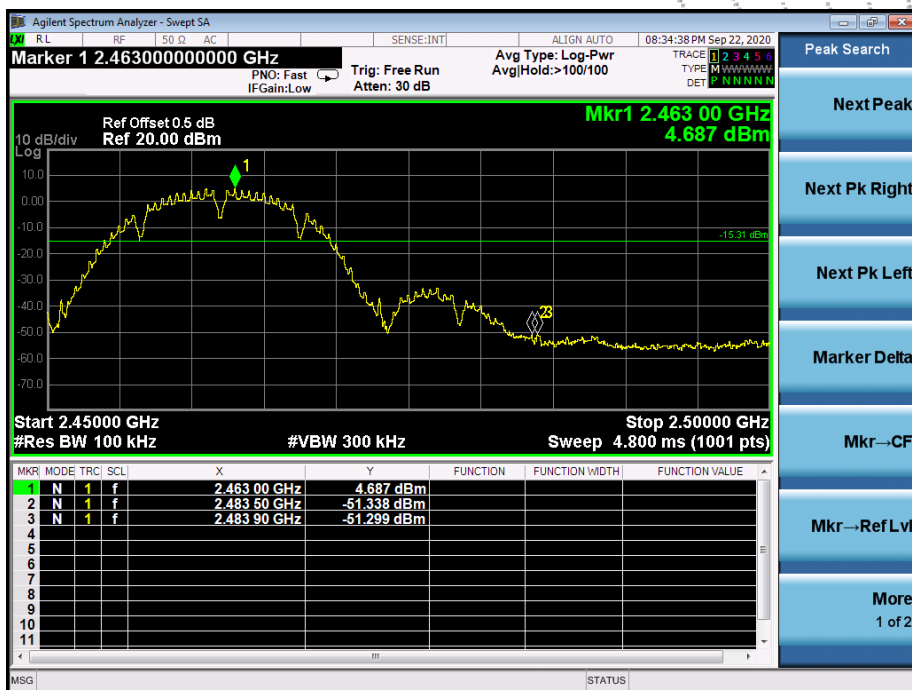 Agilent Spectrum Analyzer - Swept SA
LXI RL RF 50 Ω AC SENSE:INT ALIGN AUTO 08:34:38 PM Sep 22, 2020
Marker 1 2.463000000000 GHz
PNO: Fast
IFGain:Low
Trig: Free Run
Atten: 30 dB
Avg Type: Log-Pwr
Avg|Hold:>100/100
TRACE 1 2 3 4 5 6
TYPE M W W W W W
DET P N N N N N
Peak Search
Next Peak
Next Pk Right
Next Pk Left
Marker Delta
Mkr→CF
Mkr→Ref Lvl
More
1 of 2
Mkr1 2.463 00 GHz
4.687 dBm
Ref Offset 0.5 dB
10 dB/div Ref 20.00 dBm
Log
10.0
0.00
-10.0
-20.0
-30.0
-40.0
-50.0
-60.0
-70.0
1
-15.31 dBm
23
Start 2.45000 GHz Stop 2.50000 GHz
#Res BW 100 kHz #VBW 300 kHz Sweep 4.800 ms (1001 pts)
MKR MODE TRC SCL X Y FUNCTION FUNCTION WIDTH FUNCTION VALUE
1 N 1 f 2.463 00 GHz 4.687 dBm
2 N 1 f 2.483 50 GHz -51.338 dBm
3 N 1 f 2.483 90 GHz -51.299 dBm
4
5
6
7
8
9
10
11
MSG STATUS